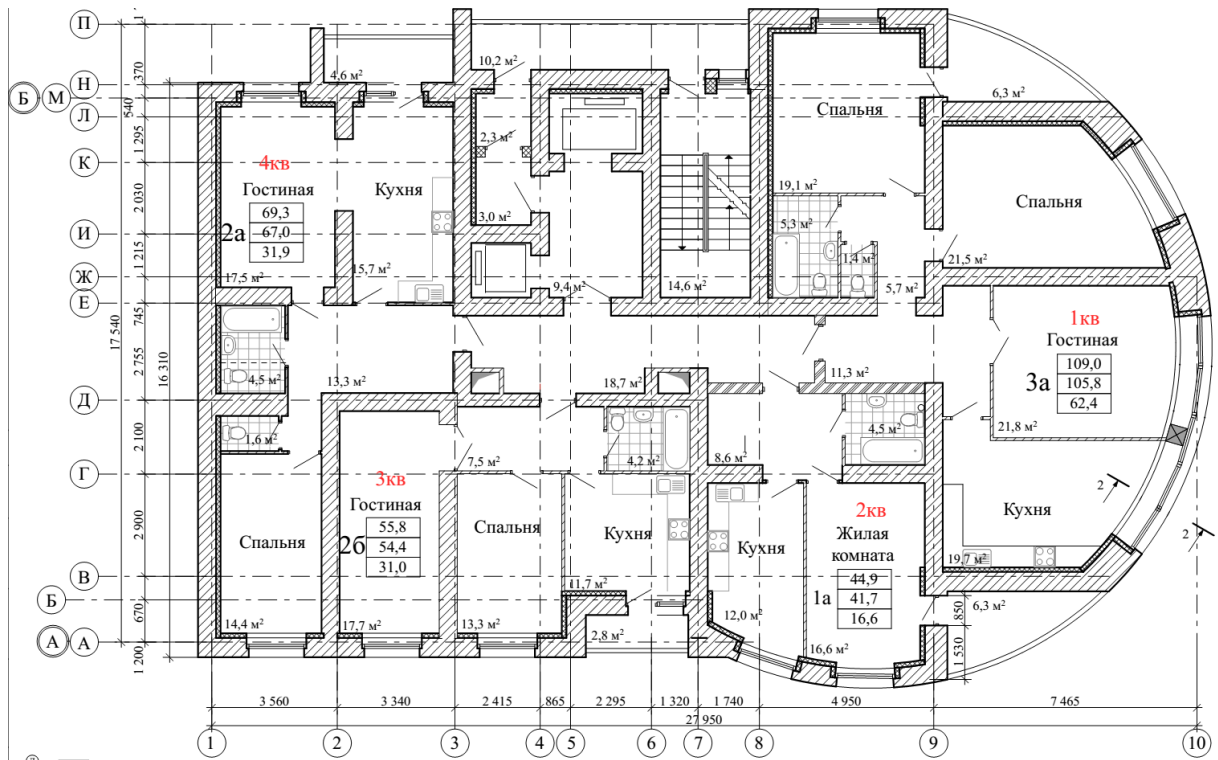 П
Н
Б М
Л
К
И
Ж
Е
Д
Г
В
Б
А А
1
370
540
1 295
2 030
1 215
745
2 755
2 100
2 900
670
1 200
17 540
16 310
4,6 м²
10,2 м²
2,3 м²
3,0 м²
9,4 м²
14,6 м²
4кв
Гостиная
2а
69,3
67,0
31,9
17,5 м²
Кухня
15,7 м²
4,5 м²
13,3 м²
1,6 м²
Спальня
14,4 м²
3кв
Гостиная
2б
55,8
54,4
31,0
17,7 м²
7,5 м²
Спальня
13,3 м²
4,2 м²
Кухня
11,7 м²
2,8 м²
18,7 м²
Спальня
19,1 м²
5,3 м²
1,4 м²
5,7 м²
6,3 м²
Спальня
21,5 м²
1кв
Гостиная
3а
109,0
105,8
62,4
21,8 м²
11,3 м²
4,5 м²
8,6 м²
Кухня
12,0 м²
2кв
Жилая
комната
1а
44,9
41,7
16,6
16,6 м²
Кухня
19,7 м²
6,3 м²
2
2
850
1 530
3 560
3 340
2 415
865
2 295
1 320
1 740
4 950
7 465
27 950
1
2
3
4
5
6
7
8
9
10